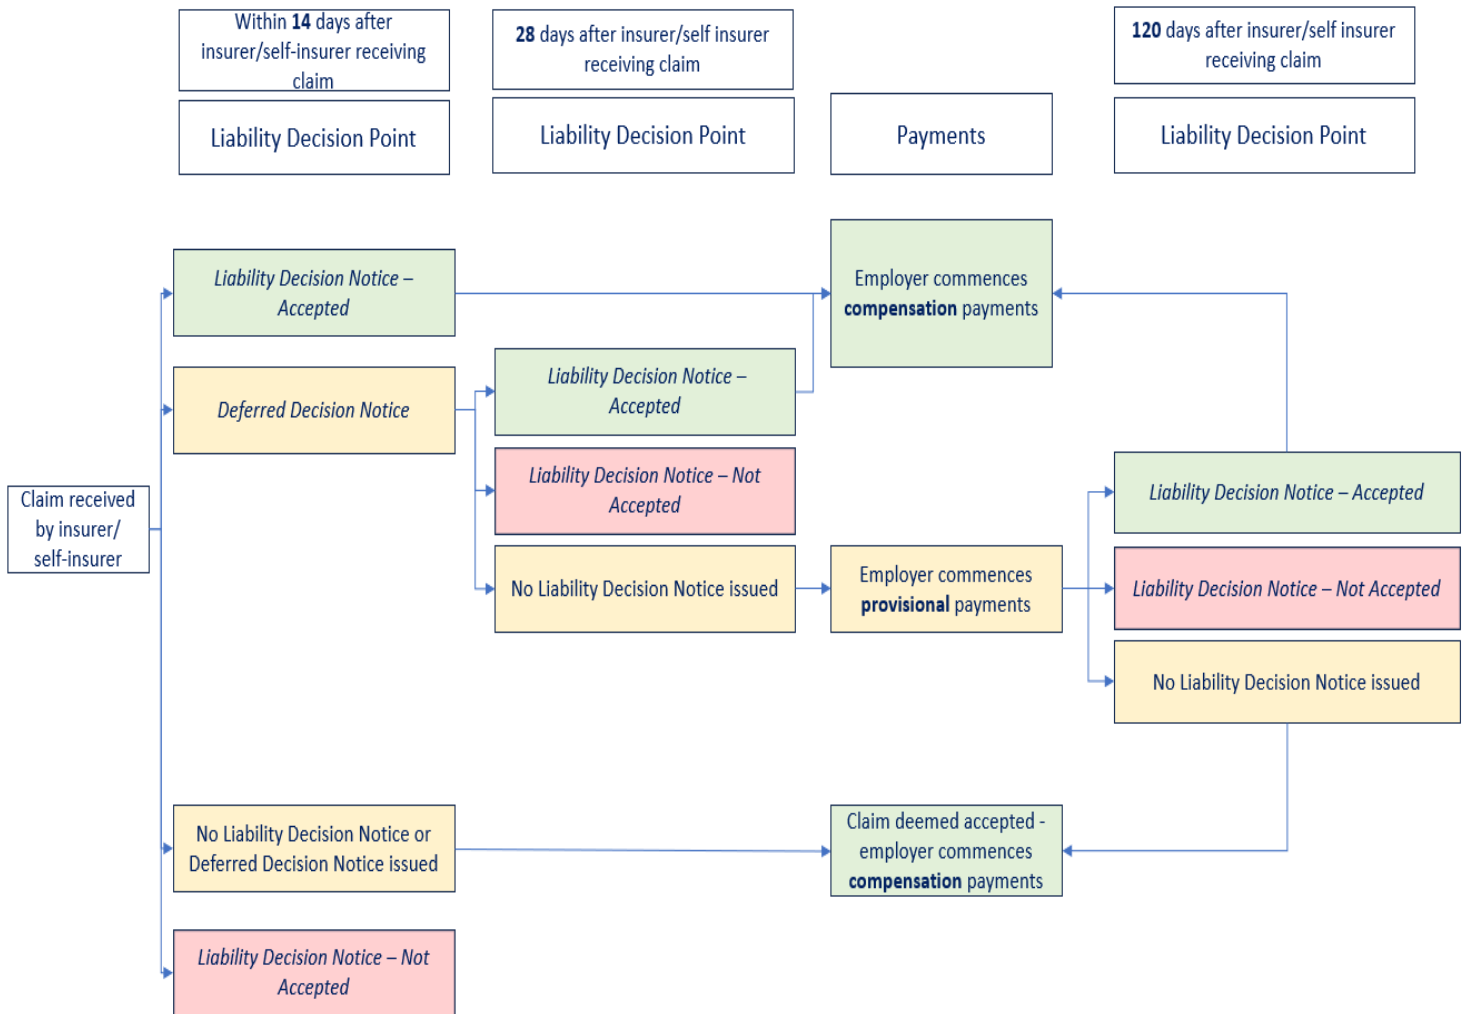 Within 14 days after
insurer/self-insurer receiving
claim
28 days after insurer/self insurer
receiving claim
120 days after insurer/self insurer
receiving claim
Liability Decision Point
Liability Decision Point
Payments
Liability Decision Point
Claim received
by insurer/
self-insurer
Liability Decision Notice –
Accepted
Deferred Decision Notice
No Liability Decision Notice or
Deferred Decision Notice issued
Liability Decision Notice – Not
Accepted
Liability Decision Notice –
Accepted
Liability Decision Notice – Not
Accepted
No Liability Decision Notice issued
Employer commences
compensation payments
Employer commences
provisional payments
Claim deemed accepted -
employer commences
compensation payments
Liability Decision Notice – Accepted
Liability Decision Notice – Not Accepted
No Liability Decision Notice issued